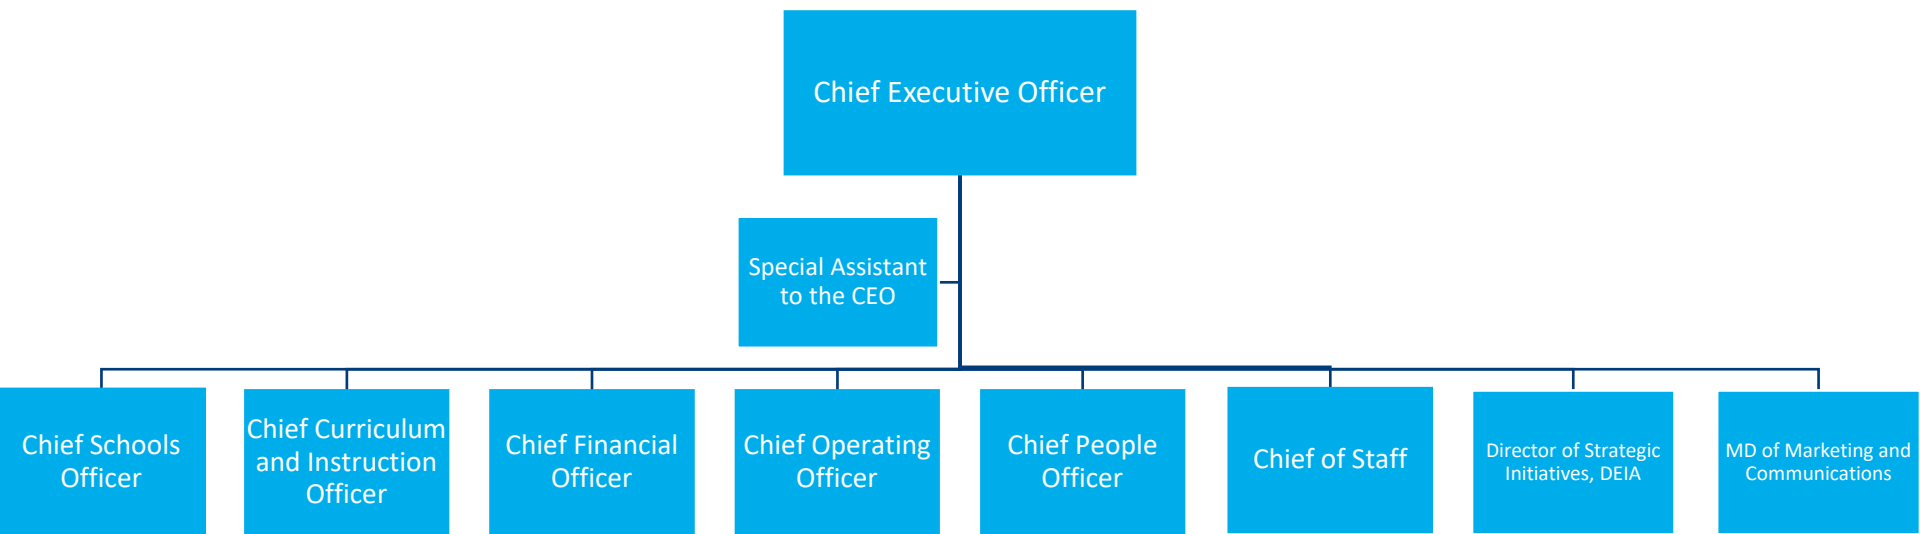 Chief Executive Officer
Special Assistant
to the CEO
Chief Schools
Officer
Chief Curriculum
and Instruction
Officer
Chief Financial
Officer
Chief Operating
Officer
Chief People
Officer
Chief of Staff
Director of Strategic
Initiatives, DEIA
MD of Marketing and
Communications